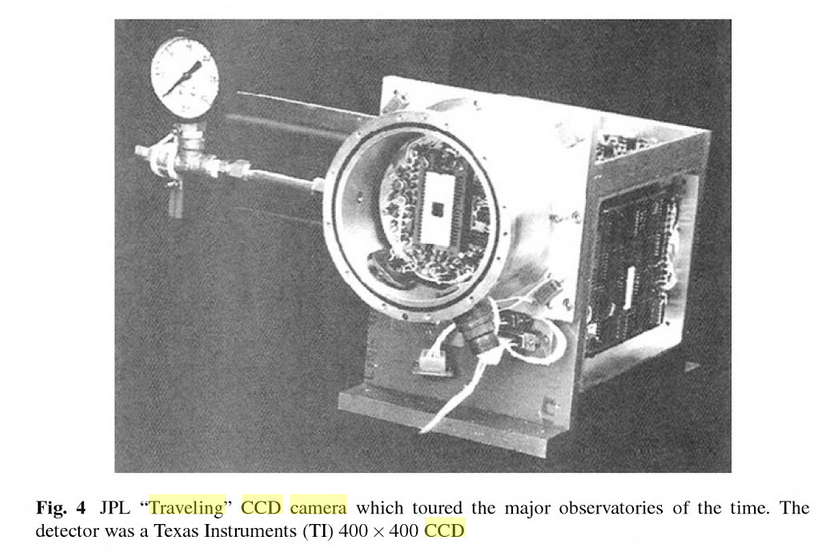 Fig. 4 JPL “Traveling” CCD camera which toured the major observatories of the time. The
detector was a Texas Instruments (TI) 400 × 400 CCD